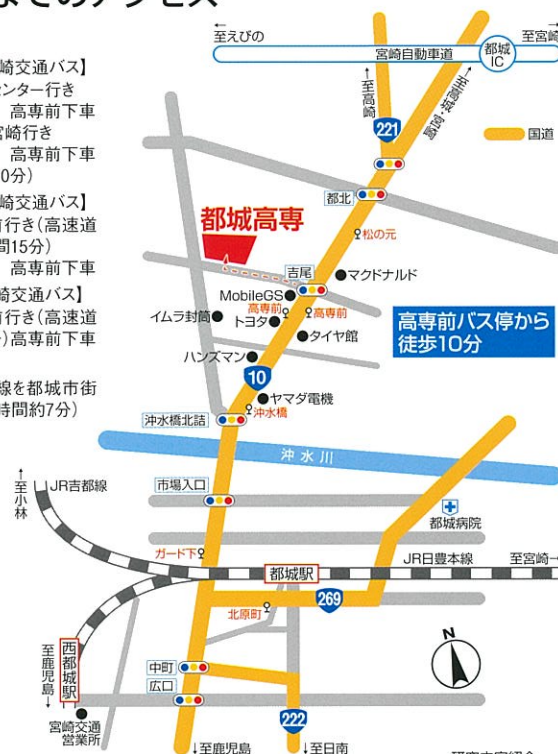 までのアクセス
崎交通バス】
センター行き
高専前下車
宮崎行き
高専前下車
0分）
崎交通バス】
前行き（高速道
間15分）
高専前下車
崎交通バス】
前行き（高速道
）高専前下車
線を都城市街
時間約7分）
←至えびの
至宮崎→
宮崎自動車道
都城IC
←至高崎
221
国道
都北
松の元
都城高専
吉尾
マクドナルド
MobileGS
高専前
高専前
イムラ封筒
トヨタ
タイヤ館
高専前バス停から
徒歩10分
ハンズマン
10
ヤマダ電機
沖水橋
沖水橋北詰
沖水川
←至小林
JR吉都線
市場入口
都城病院
ガード下
都城駅
JR日豊本線
至宮崎→
269
北原町
N
西都城駅
至鹿児島→
中町
広口
宮崎交通
営業所
222
↓至鹿児島
↓至日南